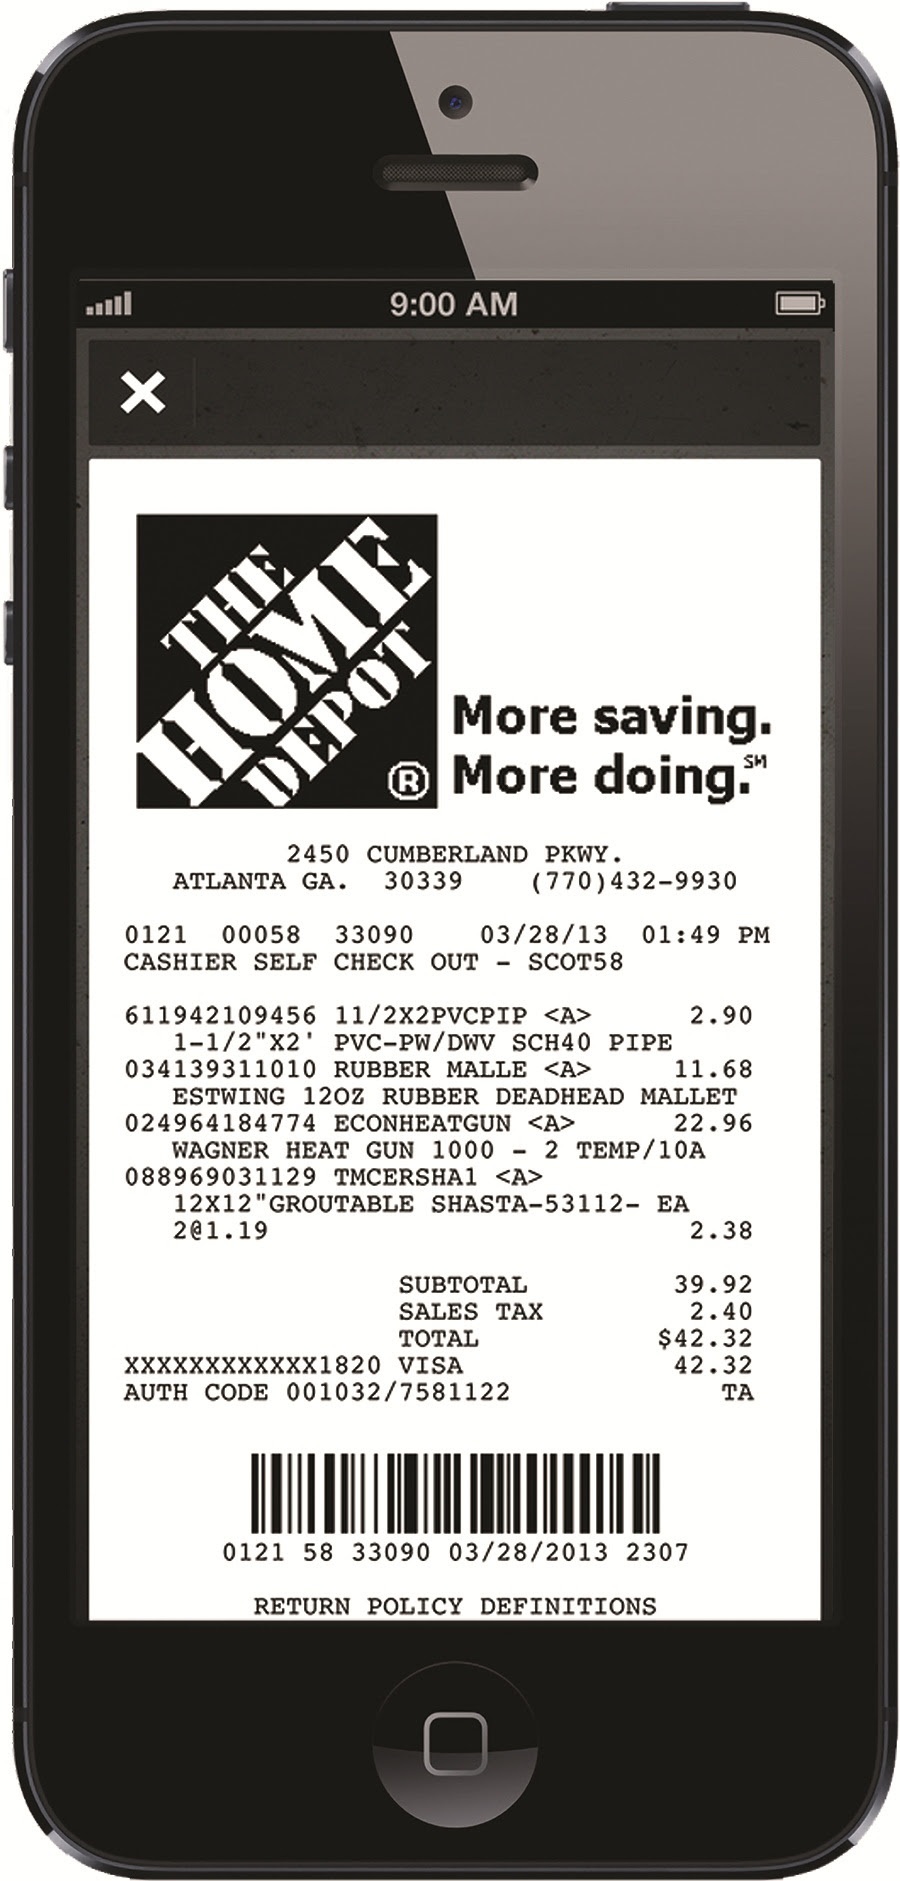 9:00 AM
THE
HOME
DEPOT
®
More saving.
More doing.℠
2450 CUMBERLAND PKWY.
ATLANTA GA. 30339 (770)432-9930
0121 00058 33090 03/28/13 01:49 PM
CASHIER SELF CHECK OUT - SCOT58
611942109456 11/2X2PVCPIP <A> 2.90
1-1/2"X2' PVC-PW/DWV SCH40 PIPE
034139311010 RUBBER MALLE <A> 11.68
ESTWING 12OZ RUBBER DEADHEAD MALLET
024964184774 ECONHEATGUN <A> 22.96
WAGNER HEAT GUN 1000 - 2 TEMP/10A
088969031129 TMCERSHA1 <A>
12X12"GROUTABLE SHASTA-53112- EA
2@1.19 2.38
SUBTOTAL 39.92
SALES TAX 2.40
TOTAL $42.32
XXXXXXXXXXXX1820 VISA 42.32
AUTH CODE 001032/7581122 TA
0121 58 33090 03/28/2013 2307
RETURN POLICY DEFINITIONS